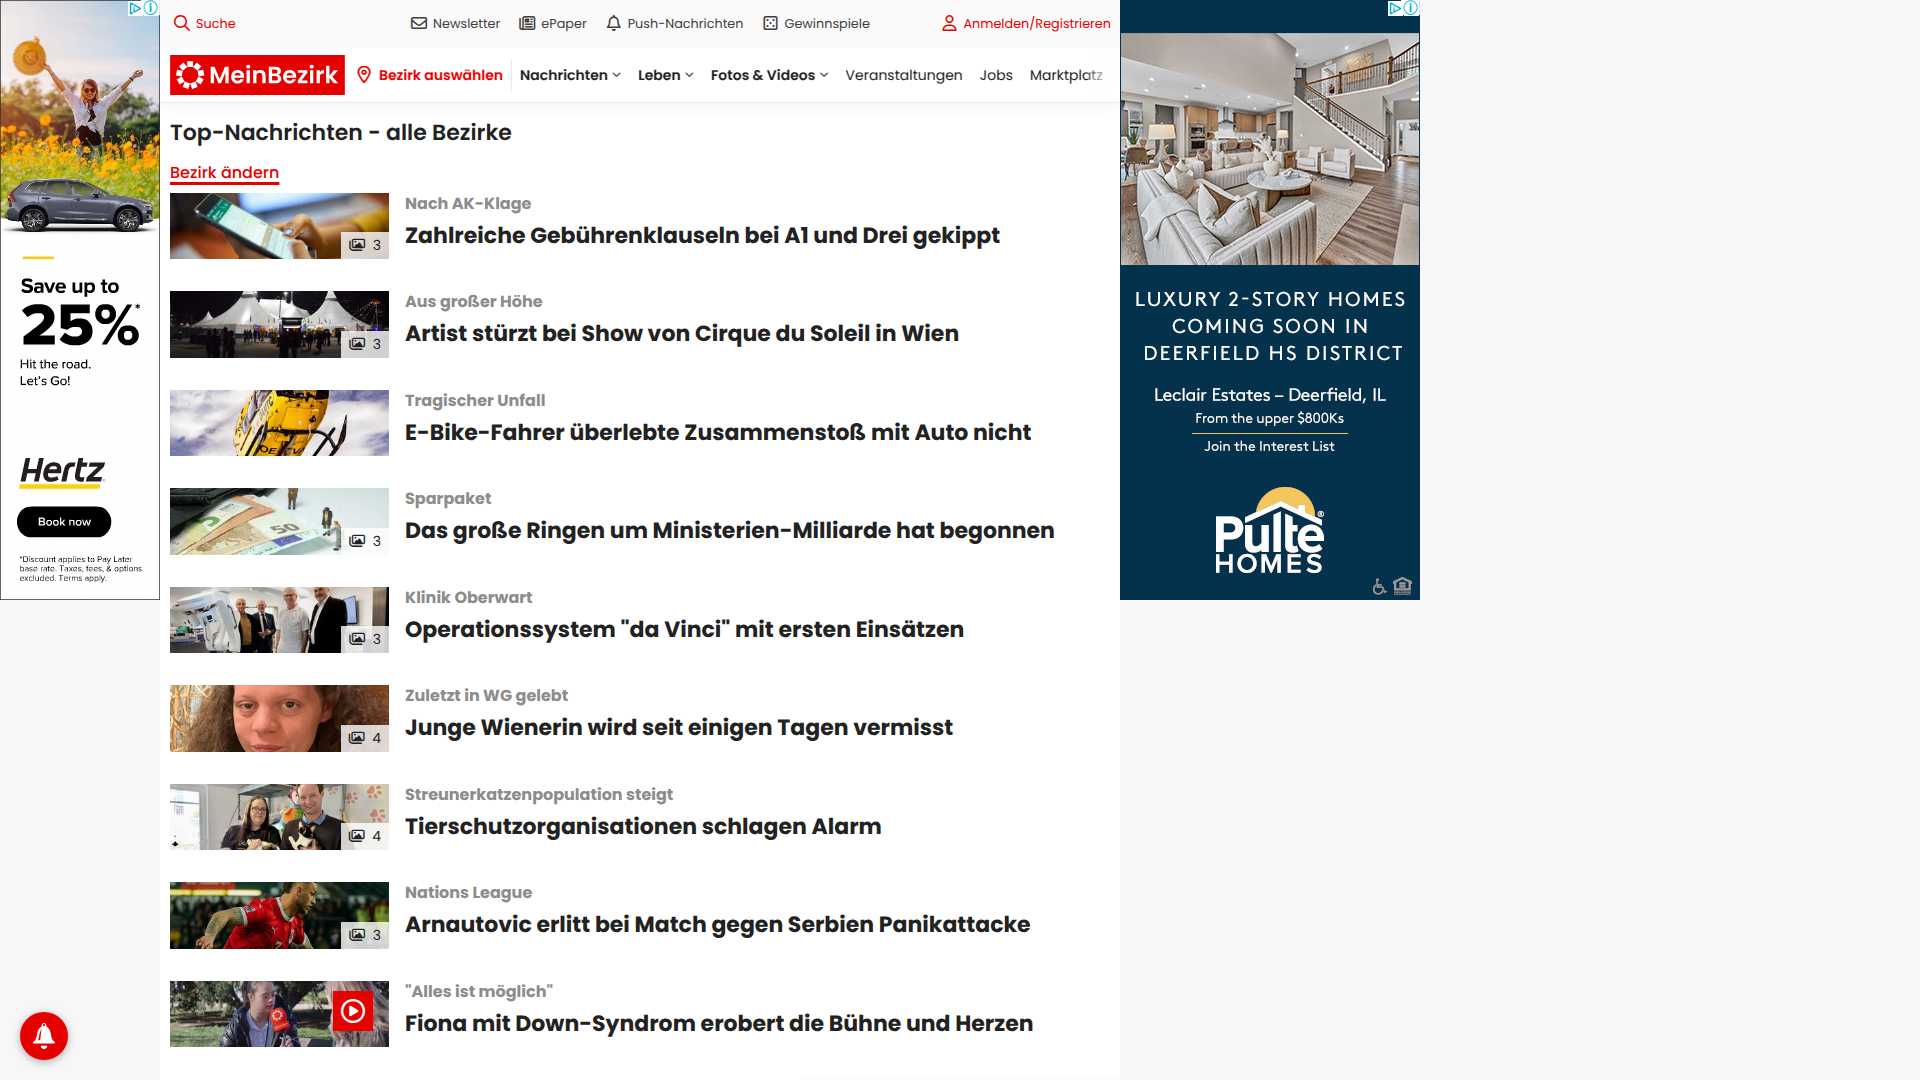 Suche
Newsletter
ePaper
Push-Nachrichten
Gewinnspiele
Anmelden/Registrieren
MeinBezirk
Bezirk auswählen
Nachrichten
Leben
Fotos & Videos
Veranstaltungen
Jobs
Marktplatz
Top-Nachrichten - alle Bezirke
Bezirk ändern
3
Nach AK-Klage
Zahlreiche Gebührenklauseln bei A1 und Drei gekippt
3
Aus großer Höhe
Artist stürzt bei Show von Cirque du Soleil in Wien
Tragischer Unfall
E-Bike-Fahrer überlebte Zusammenstoß mit Auto nicht
50
3
Sparpaket
Das große Ringen um Ministerien-Milliarde hat begonnen
3
Klinik Oberwart
Operationssystem "da Vinci" mit ersten Einsätzen
4
Zuletzt in WG gelebt
Junge Wienerin wird seit einigen Tagen vermisst
4
Streunerkatzenpopulation steigt
Tierschutzorganisationen schlagen Alarm
3
Nations League
Arnautovic erlitt bei Match gegen Serbien Panikattacke
"Alles ist möglich"
Fiona mit Down-Syndrom erobert die Bühne und Herzen
Save up to
25%*
Hit the road.
Let's Go!
Hertz
Book now
*Discount applies to Pay Later
base rate. Taxes, fees, & options
excluded. Terms apply.
LUXURY 2-STORY HOMES
COMING SOON IN
DEERFIELD HS DISTRICT
Leclair Estates – Deerfield, IL
From the upper $800Ks
Join the Interest List
Pulte®
HOMES